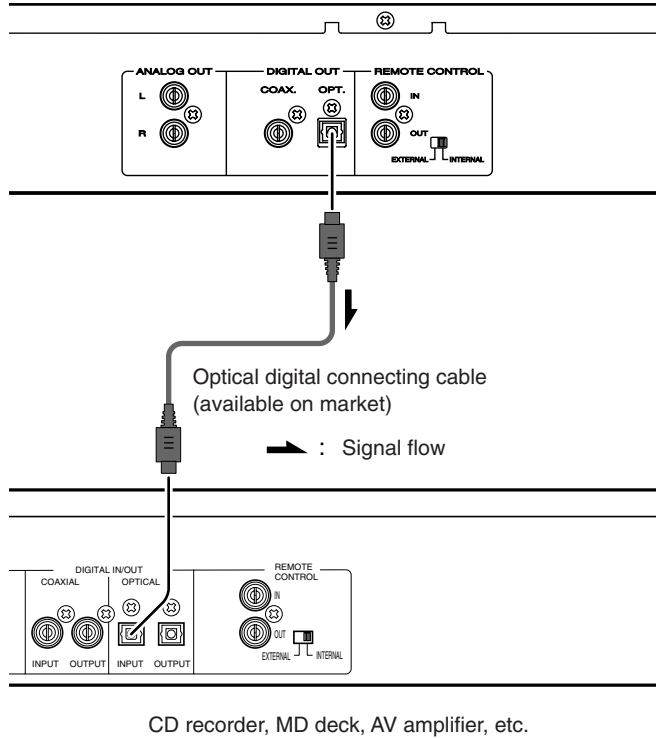 ANALOG OUT DIGITAL OUT REMOTE CONTROL
L COAX. OPT. IN
R OUT
EXTERNAL INTERNAL
Optical digital connecting cable
(available on market)
: Signal flow
DIGITAL IN/OUT
COAXIAL OPTICAL
REMOTE
CONTROL
IN
OUT
EXTERNAL INTERNAL
INPUT OUTPUT INPUT OUTPUT
CD recorder, MD deck, AV amplifier, etc.